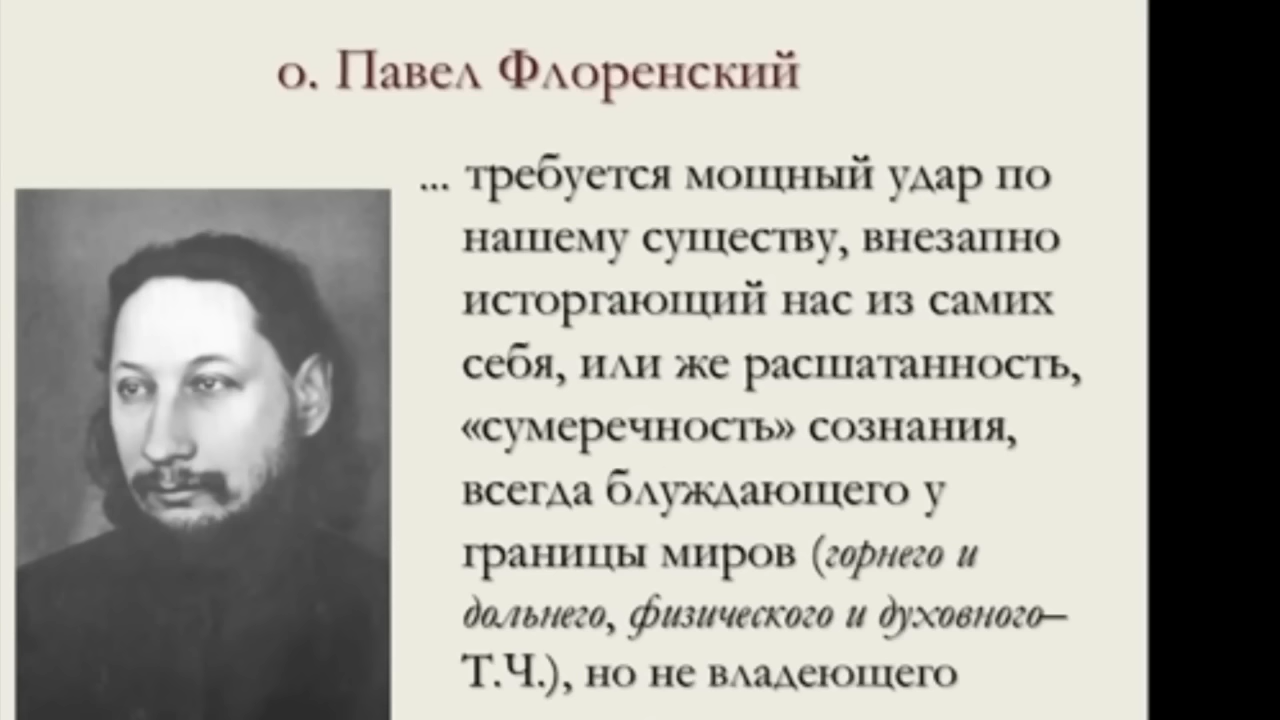 о. Павел Флоренский
... требуется мощный удар по
нашему существу, внезапно
исторгающий нас из самих
себя, или же расшатанность,
«сумеречность» сознания,
всегда блуждающего у
границы миров (горнего и
дольнего, физического и духовного–
Т.Ч.), но не владеющего